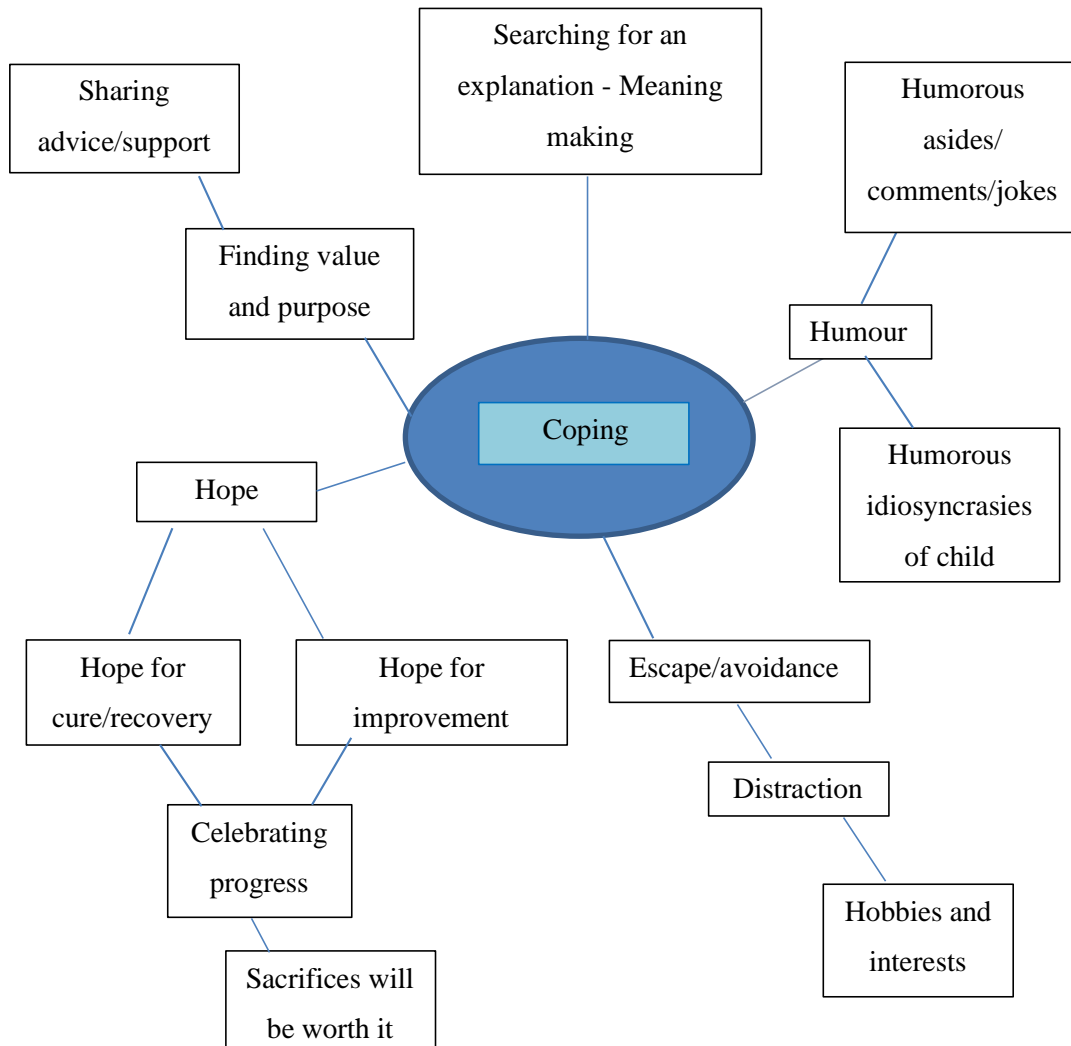 Searching for an
explanation - Meaning
making
Sharing
advice/support
Humorous
asides/
comments/jokes
Finding value
and purpose
Humour
Coping
Hope
Humorous
idiosyncrasies
of child
Hope for
cure/recovery
Hope for
improvement
Escape/avoidance
Distraction
Celebrating
progress
Hobbies and
interests
Sacrifices will
be worth it